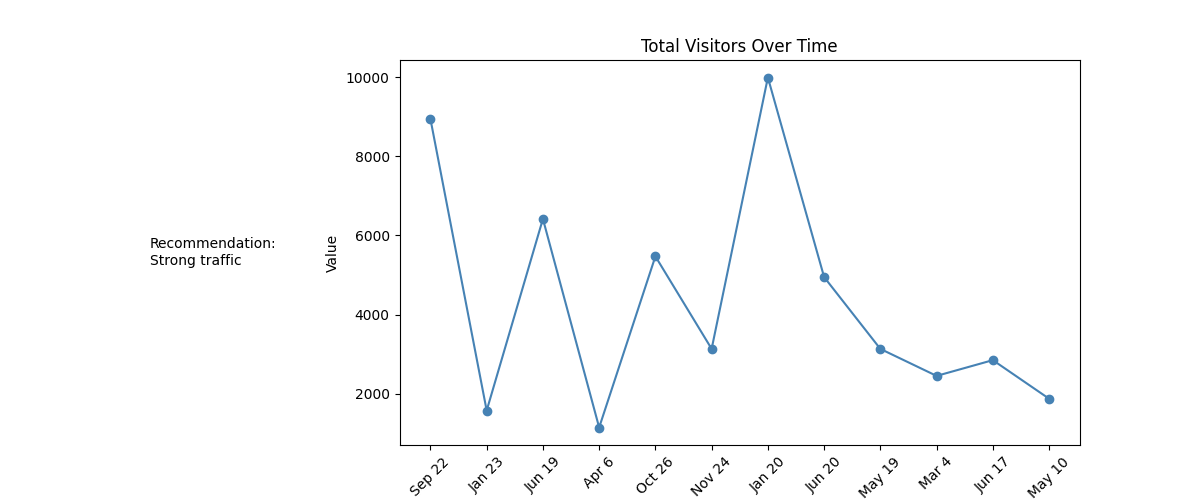 Total Visitors Over Time
10000
8000
6000
4000
2000
Value
Recommendation:
Strong traffic
Sep 22
Jan 23
Jun 19
Apr 6
Oct 26
Nov 24
Jan 20
Jun 20
May 19
Mar 4
Jun 17
May 10